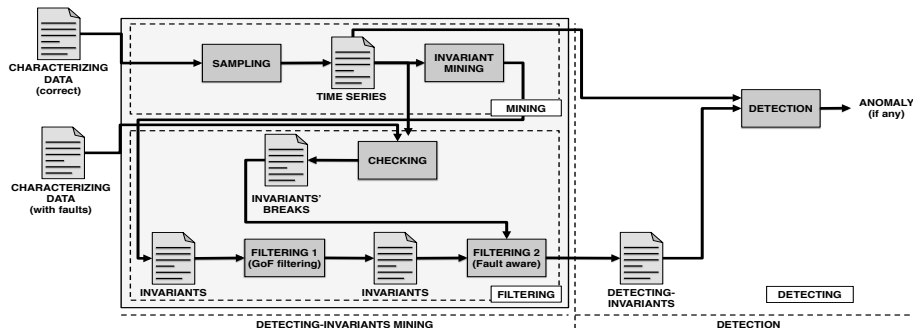 CHARACTERIZING
DATA
(correct)
SAMPLING
TIME SERIES
INVARIANT
MINING
MINING
DETECTION
ANOMALY
(if any)
CHARACTERIZING
DATA
(with faults)
CHECKING
INVARIANTS'
BREAKS
INVARIANTS
FILTERING 1
(GoF filtering)
INVARIANTS
FILTERING 2
(Fault aware)
FILTERING
DETECTING-
INVARIANTS
DETECTING
DETECTING-INVARIANTS MINING
DETECTION